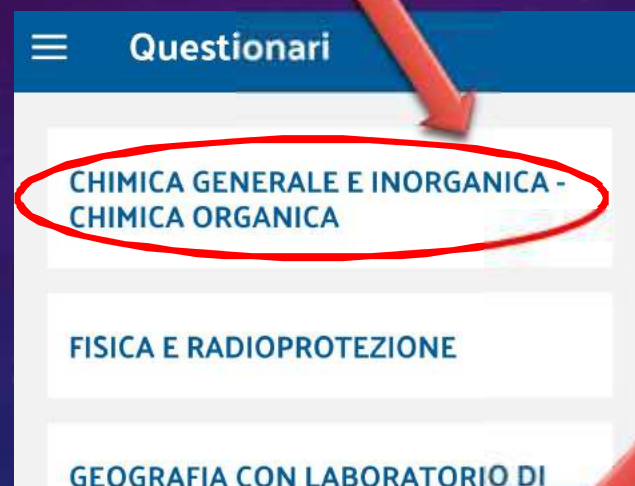 Questionari
CHIMICA GENERALE E INORGANICA -
CHIMICA ORGANICA
FISICA E RADIOPROTEZIONE
GEOGRAFIA CON LABORATORIO DI